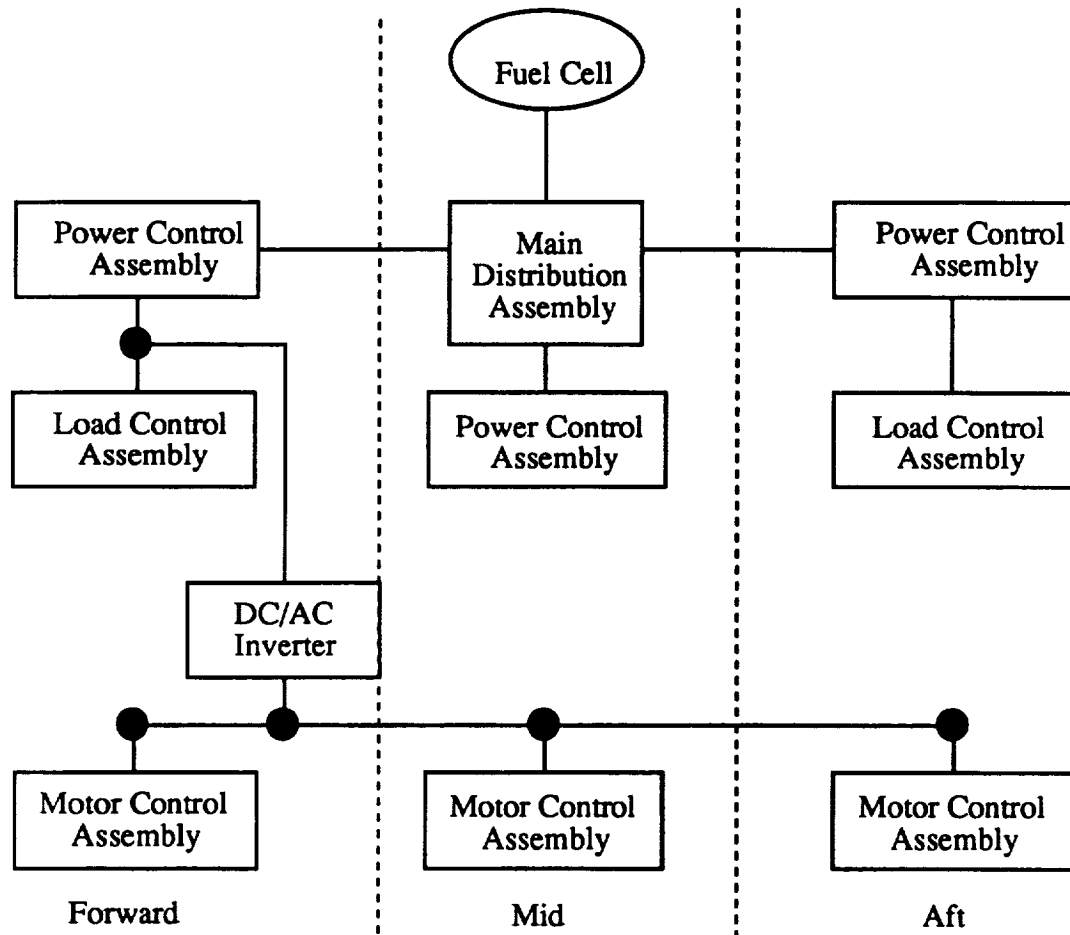 Fuel Cell
Power Control
Assembly
Main
Distribution
Assembly
Power Control
Assembly
Load Control
Assembly
Power Control
Assembly
Load Control
Assembly
DC/AC
Inverter
Motor Control
Assembly
Motor Control
Assembly
Motor Control
Assembly
Forward
Mid
Aft